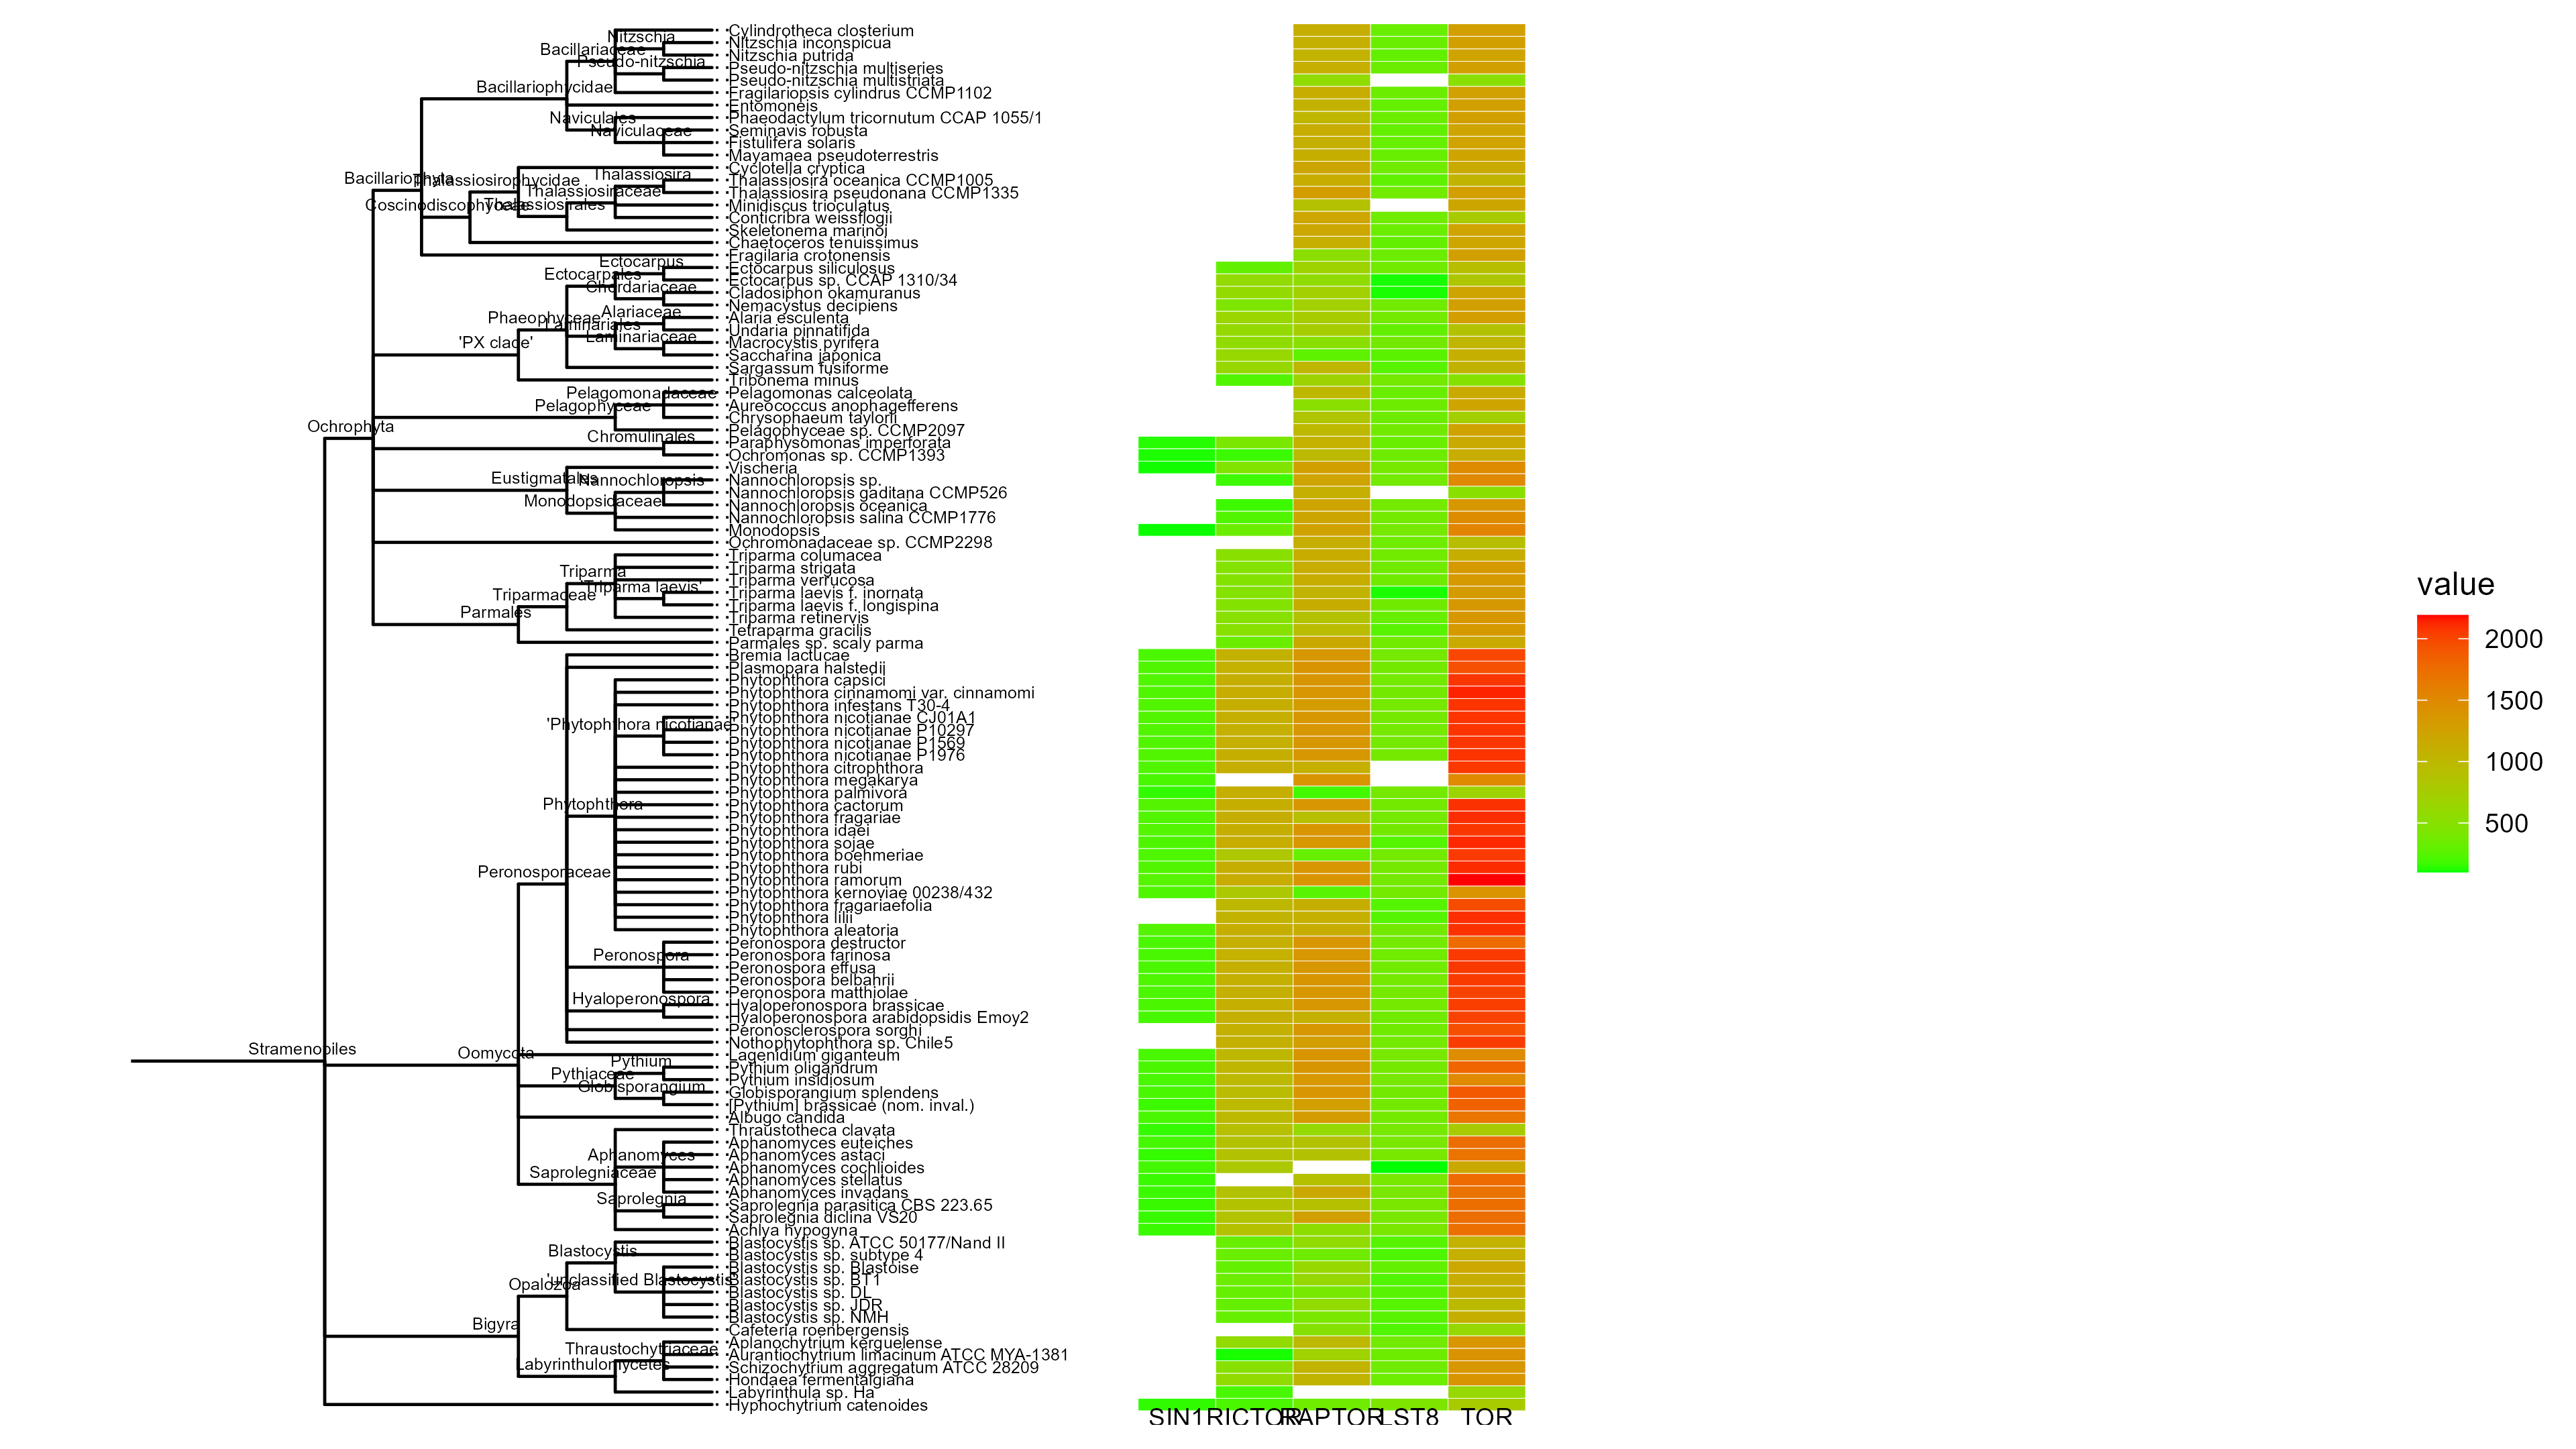 Cylindrotheca closterium
Nitzschia
Nitzschia inconspicua
Bacillariaceae
Nitzschia putrida
Pseudo-nitzschia
Pseudo-nitzschia multiseries
Pseudo-nitzschia multistriata
Bacillariophycidae
Fragilariopsis cylindrus CCMP1102
Entomoneis
Naviculales
Phaeodactylum tricornutum CCAP 1055/1
Naviculaceae
Seminavis robusta
Fistulifera solaris
Mayamaea pseudoterrestris
Cyclotella cryptica
Thalassiosira
Bacillariophyta
Thalassiosirophycidae
Thalassiosira oceanica CCMP1005
Thalassiosiraceae
Thalassiosira pseudonana CCMP1335
Coscinodiscophyceae
Thalassiosirales
Minidiscus trioculatus
Conticribra weissflogii
Skeletonema marinoi
Chaetoceros tenuissimus
Fragilaria crotonensis
Ectocarpus
Ectocarpus siliculosus
Ectocarpales
Ectocarpus sp. CCAP 1310/34
Chordariaceae
Cladosiphon okamuranus
Nemacystus decipiens
Alariaceae
Phaeophyceae
Alaria esculenta
Laminariales
Undaria pinnatifida
Laminariaceae
'PX clade'
Macrocystis pyrifera
Saccharina japonica
Sargassum fusiforme
Tribonema minus
Pelagomonadaceae
Pelagomonas calceolata
Pelagophyceae
Aureococcus anophagefferens
Chrysophaeum taylorii
Ochrophyta
Pelagophyceae sp. CCMP2097
Chromulinales
Paraphysomonas imperforata
Ochromonas sp. CCMP1393
Vischeria
Eustigmatales
Nannochloropsis
Nannochloropsis sp.
Nannochloropsis gaditana CCMP526
Monodopsidaceae
Nannochloropsis oceanica
Nannochloropsis salina CCMP1776
Monodopsis
Ochromonadaceae sp. CCMP2298
Triparma columacea
Triparma
Triparma strigata
Triparma verrucosa
'Triparma laevis'
Triparmaceae
Triparma laevis f. inornata
Triparma laevis f. longispina
Parmales
Triparma retinervis
Tetraparma gracilis
Parmales sp. scaly parma
Bremia lactucae
Plasmopara halstedii
Phytophthora capsici
Phytophthora cinnamomi var. cinnamomi
Phytophthora infestans T30-4
Phytophthora nicotianae CJ01A1
'Phytophthora nicotianae'
Phytophthora nicotianae P10297
Phytophthora nicotianae P1569
Phytophthora nicotianae P1976
Phytophthora citrophthora
Phytophthora megakarya
Phytophthora palmivora
Phytophthora
Phytophthora cactorum
Phytophthora fragariae
Phytophthora idaei
Phytophthora sojae
Phytophthora boehmeriae
Peronosporaceae
Phytophthora rubi
Phytophthora ramorum
Phytophthora kernoviae 00238/432
Phytophthora fragariaefolia
Phytophthora lilii
Phytophthora aleatoria
Peronospora destructor
Peronospora
Peronospora farinosa
Peronospora effusa
Peronospora belbahrii
Peronospora matthiolae
Hyaloperonospora
Hyaloperonospora brassicae
Hyaloperonospora arabidopsidis Emoy2
Peronosclerospora sorghi
Nothophytophthora sp. Chile5
Stramenopiles
Oomycota
Lagenidium giganteum
Pythium
Pythium oligandrum
Pythiaceae
Pythium insidiosum
Globisporangium
Globisporangium splendens
[Pythium] brassicae (nom. inval.)
Albugo candida
Thraustotheca clavata
Aphanomyces euteiches
Aphanomyces
Aphanomyces astaci
Saprolegniaceae
Aphanomyces cochlioides
Aphanomyces stellatus
Aphanomyces invadans
Saprolegnia
Saprolegnia parasitica CBS 223.65
Saprolegnia diclina VS20
Achlya hypogyna
Blastocystis sp. ATCC 50177/Nand II
Blastocystis
Blastocystis sp. subtype 4
Blastocystis sp. Blastoise
'unclassified Blastocystis'
Blastocystis sp. BT1
Opalozoa
Blastocystis sp. DL
Blastocystis sp. JDR
Blastocystis sp. NMH
Bigyra
Cafeteria roenbergensis
Aplanochytrium kerguelense
Thraustochytriaceae
Aurantiochytrium limacinum ATCC MYA-1381
Labyrinthulomycetes
Schizochytrium aggregatum ATCC 28209
Hondaea fermentalgiana
Labyrinthula sp. Ha
Hyphochytrium catenoides
SIN1 RICTOR RAPTOR LST8 TOR
value
2000
1500
1000
500